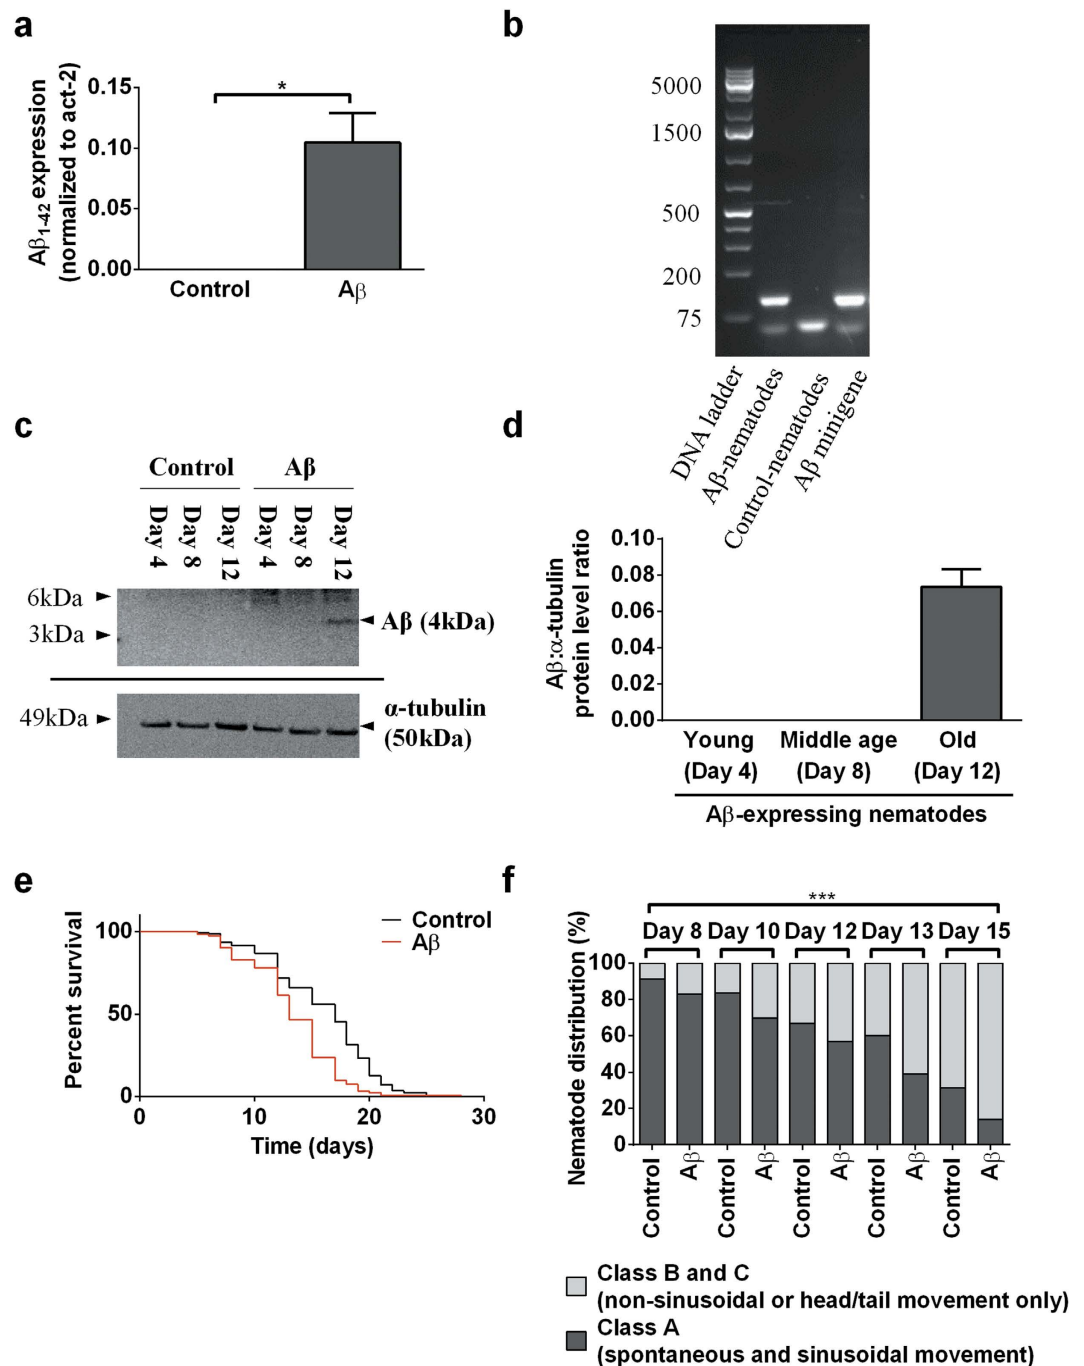 a
Aβ1-42 expression
(normalized to act-2)
0.15
0.10
0.05
0.00
*
Control
Aβ
b
5000
1500
500
200
75
DNA ladder
Aβ-nematodes
Control-nematodes
Aβ minigene
c
Control
Aβ
Day 4
Day 8
Day 12
Day 4
Day 8
Day 12
6kDa
3kDa
Aβ (4kDa)
49kDa
α-tubulin
(50kDa)
d
Aβ:α-tubulin
protein level ratio
0.10
0.08
0.06
0.04
0.02
0.00
Young
(Day 4)
Middle age
(Day 8)
Old
(Day 12)
Aβ-expressing nematodes
e
Percent survival
100
50
0
0
10
20
30
Time (days)
Control
Aβ
f
Nematode distribution (%)
***
Day 8
Day 10
Day 12
Day 13
Day 15
100
80
60
40
20
0
Control
Aβ
Control
Aβ
Control
Aβ
Control
Aβ
Control
Aβ
Class B and C
(non-sinusoidal or head/tail movement only)
Class A
(spontaneous and sinusoidal movement)